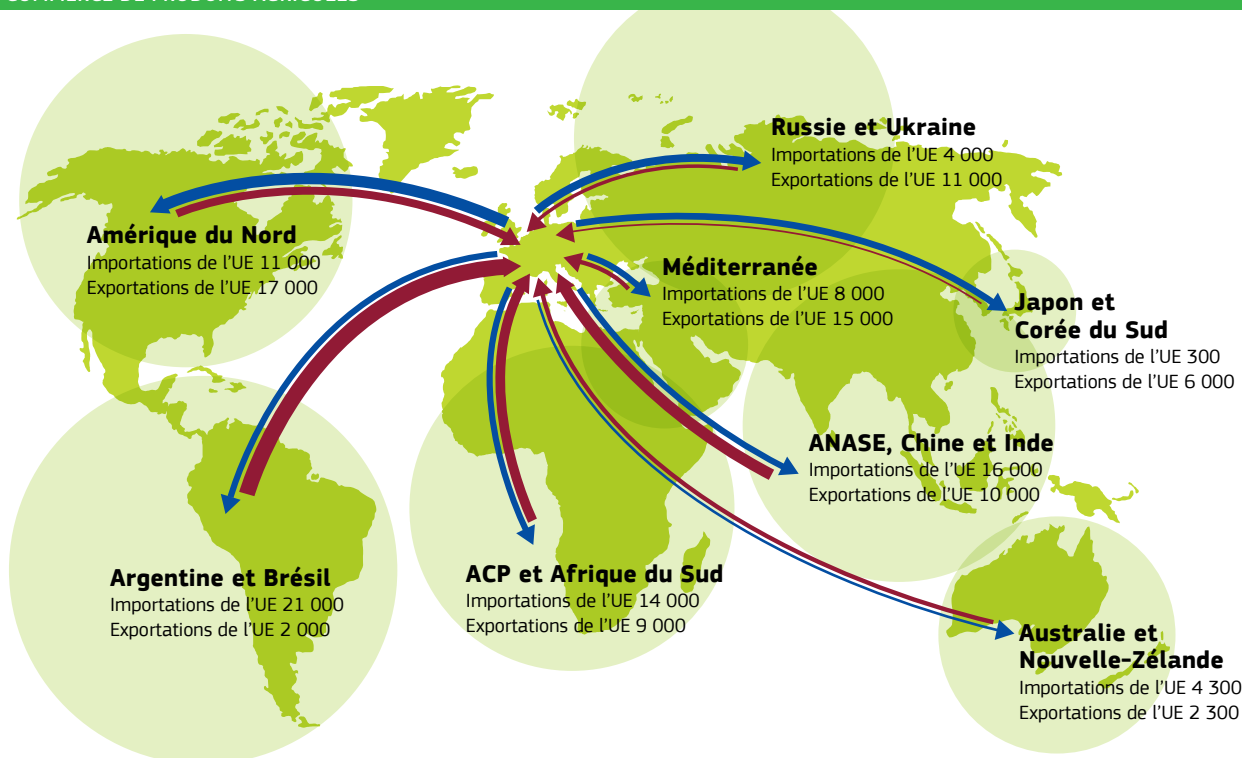 COMMERCE DE PRODUITS AGRICOLES
Russie et Ukraine
Importations de l'UE 4 000
Exportations de l'UE 11 000
Amérique du Nord
Importations de l'UE 11 000
Exportations de l'UE 17 000
Méditerranée
Importations de l'UE 8 000
Exportations de l'UE 15 000
Japon et
Corée du Sud
Importations de l'UE 300
Exportations de l'UE 6 000
ANASE, Chine et Inde
Importations de l'UE 16 000
Exportations de l'UE 10 000
Argentine et Brésil
Importations de l'UE 21 000
Exportations de l'UE 2 000
ACP et Afrique du Sud
Importations de l'UE 14 000
Exportations de l'UE 9 000
Australie et
Nouvelle-Zélande
Importations de l'UE 4 300
Exportations de l'UE 2 300